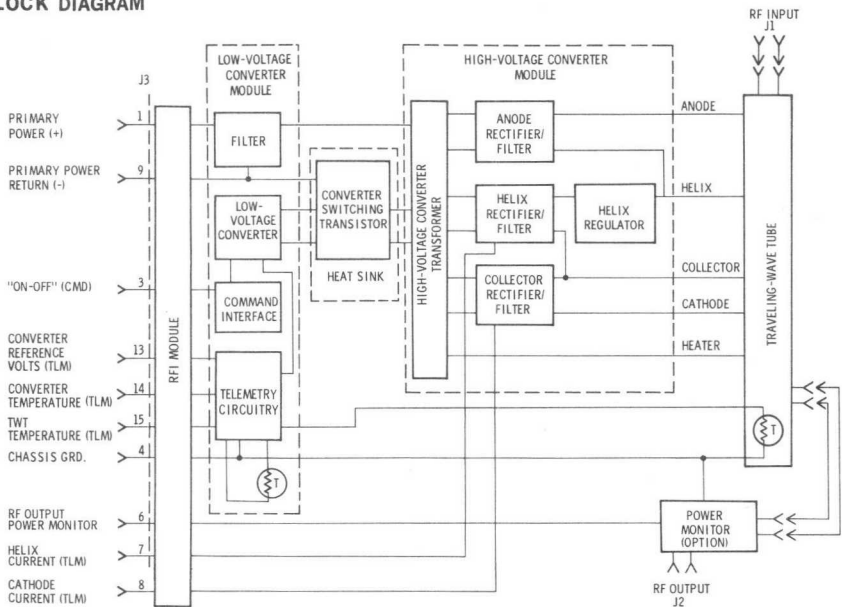 LOCK DIAGRAM
RF INPUT
J1
LOW-VOLTAGE
CONVERTER
MODULE
HIGH-VOLTAGE CONVERTER
MODULE
J3
PRIMARY
POWER (+)
1
FILTER
ANODE
RECTIFIER/
FILTER
ANODE
PRIMARY POWER
RETURN (-)
9
LOW-
VOLTAGE
CONVERTER
CONVERTER
SWITCHING
TRANSISTOR
HEAT SINK
HIGH-VOLTAGE CONVERTER
TRANSFORMER
HELIX
RECTIFIER/
FILTER
HELIX
REGULATOR
HELIX
TRAVELING-WAVE TUBE
"ON-OFF" (CMD)
3
COMMAND
INTERFACE
COLLECTOR
RECTIFIER/
FILTER
COLLECTOR
CATHODE
HEATER
RFI MODULE
CONVERTER
REFERENCE
VOLTS (TLM)
13
CONVERTER
TEMPERATURE (TLM)
14
TELEMETRY
CIRCUITRY
TWT
TEMPERATURE (TLM)
15
CHASSIS GRD.
4
T
T
RF OUTPUT
POWER MONITOR
6
POWER
MONITOR
(OPTION)
HELIX
CURRENT (TLM)
7
CATHODE
CURRENT (TLM)
8
RF OUTPUT
J2